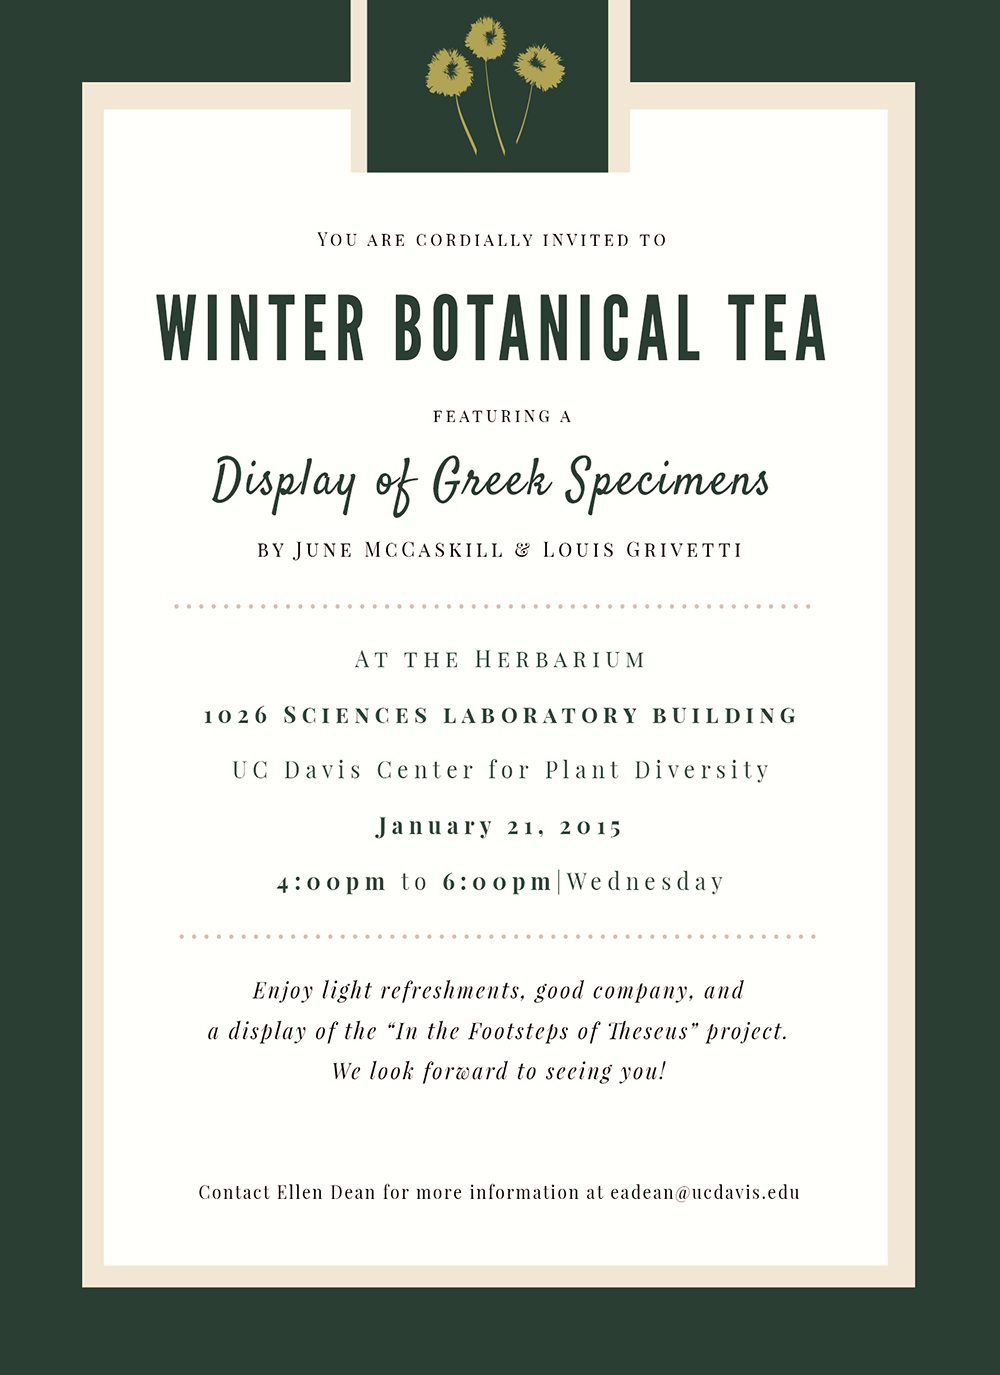 You are cordially invited to
WINTER BOTANICAL TEA
featuring a
Display of Greek Specimens
by June McCaskill & Louis Grivetti
At the Herbarium
1026 Sciences laboratory building
UC Davis Center for Plant Diversity
January 21, 2015
4:00pm to 6:00pm|Wednesday
Enjoy light refreshments, good company, and
a display of the “In the Footsteps of Theseus” project.
We look forward to seeing you!
Contact Ellen Dean for more information at eadean@ucdavis.edu